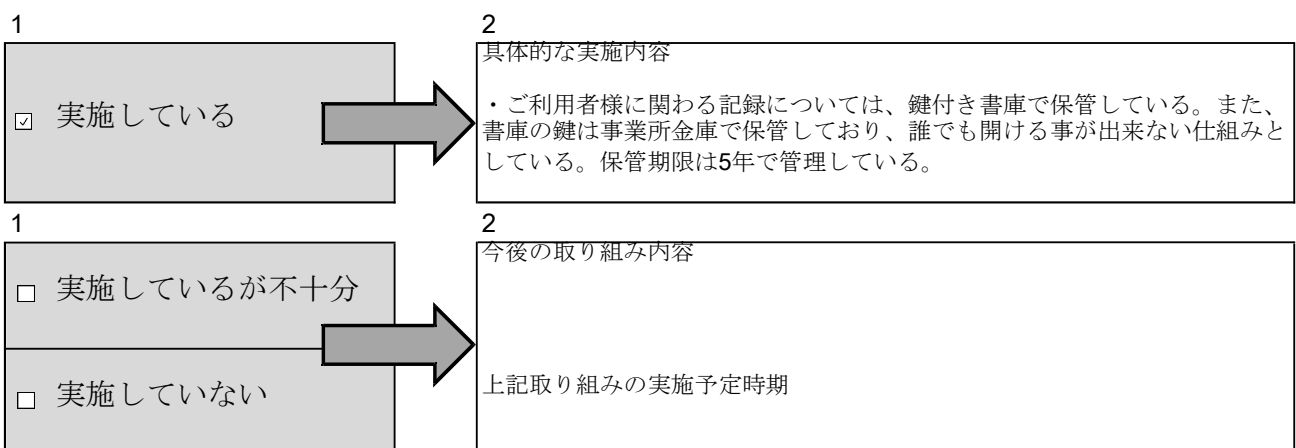 1
2
☑ 実施している
具体的な実施内容
・ご利用者様に関わる記録については、鍵付き書庫で保管している。また、
書庫の鍵は事業所金庫で保管しており、誰でも開ける事が出来ない仕組みと
している。保管期限は5年で管理している。
1
2
□ 実施しているが不十分
□ 実施していない
今後の取り組み内容
上記取り組みの実施予定時期